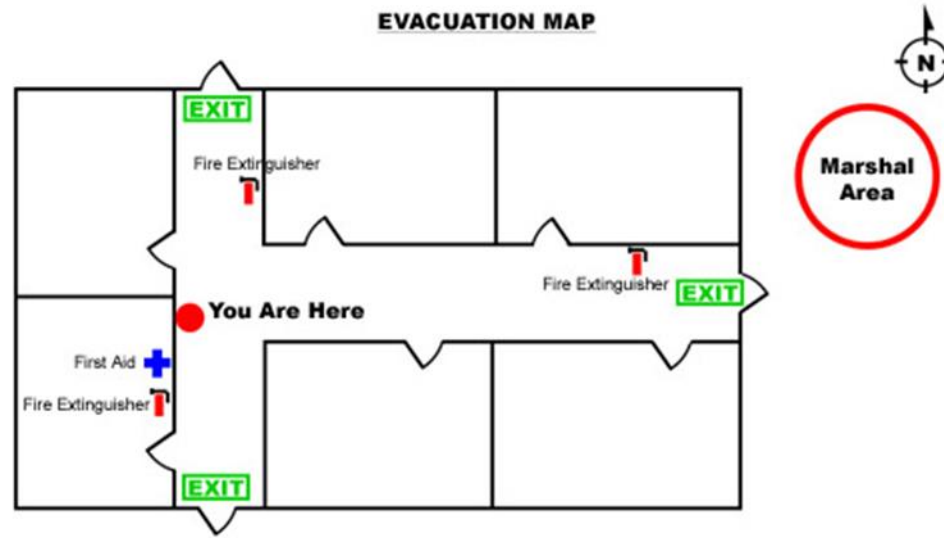 EVACUATION MAP
N
EXIT
Marshal
Area
Fire Extinguisher
Fire Extinguisher
EXIT
You Are Here
First Aid
Fire Extinguisher
EXIT